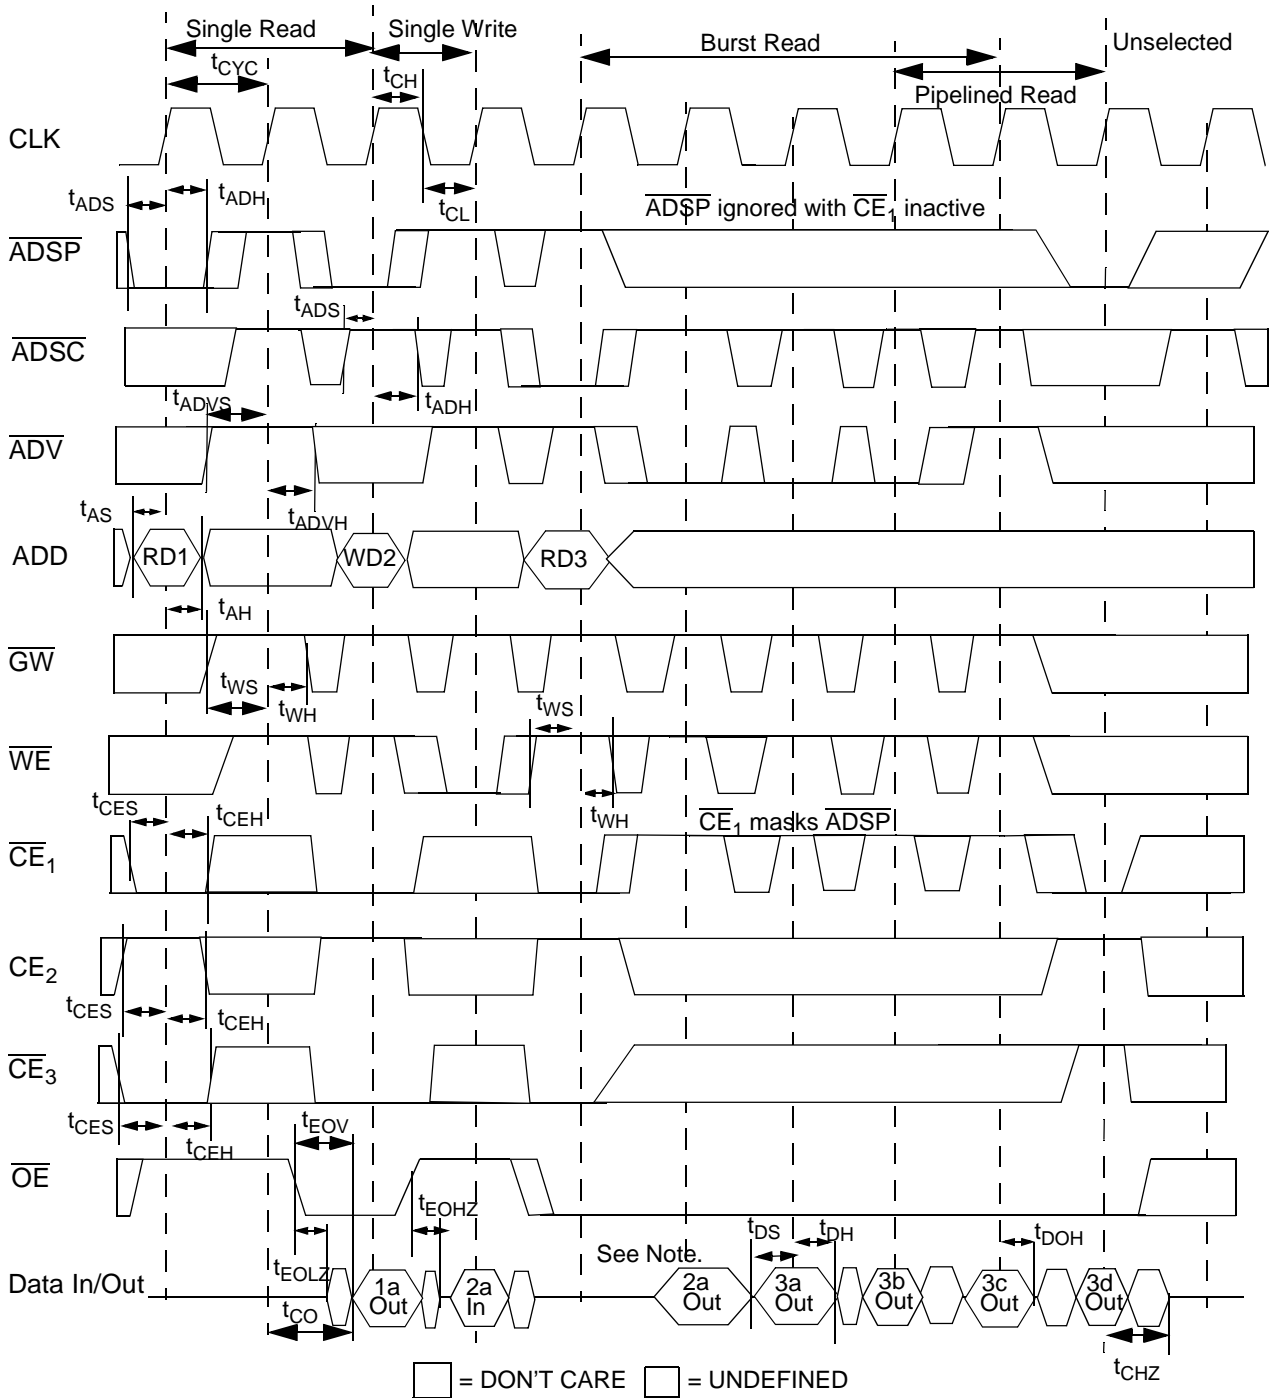 Single Read Single Write Burst Read Unselected
tCYC tCH Pipelined Read
CLK
tADS tADH tCL ADSP ignored with CE1 inactive
ADSP
tADS
ADSC
tADVS tADH
ADV
tAS tADVH
ADD RD1 WD2 RD3
tAH
GW
tWS tWH tWS
WE
tCES tCEH tWH CE1 masks ADSP
CE1
CE2
tCES tCEH
CE3
tCES tCEH tEOV
OE
tEOHZ
tEOLZ See Note. tDS tDH tDOH
Data In/Out 1a Out 2a In 2a Out 3a Out 3b Out 3c Out 3d Out
tCO tCHZ
= DON'T CARE = UNDEFINED